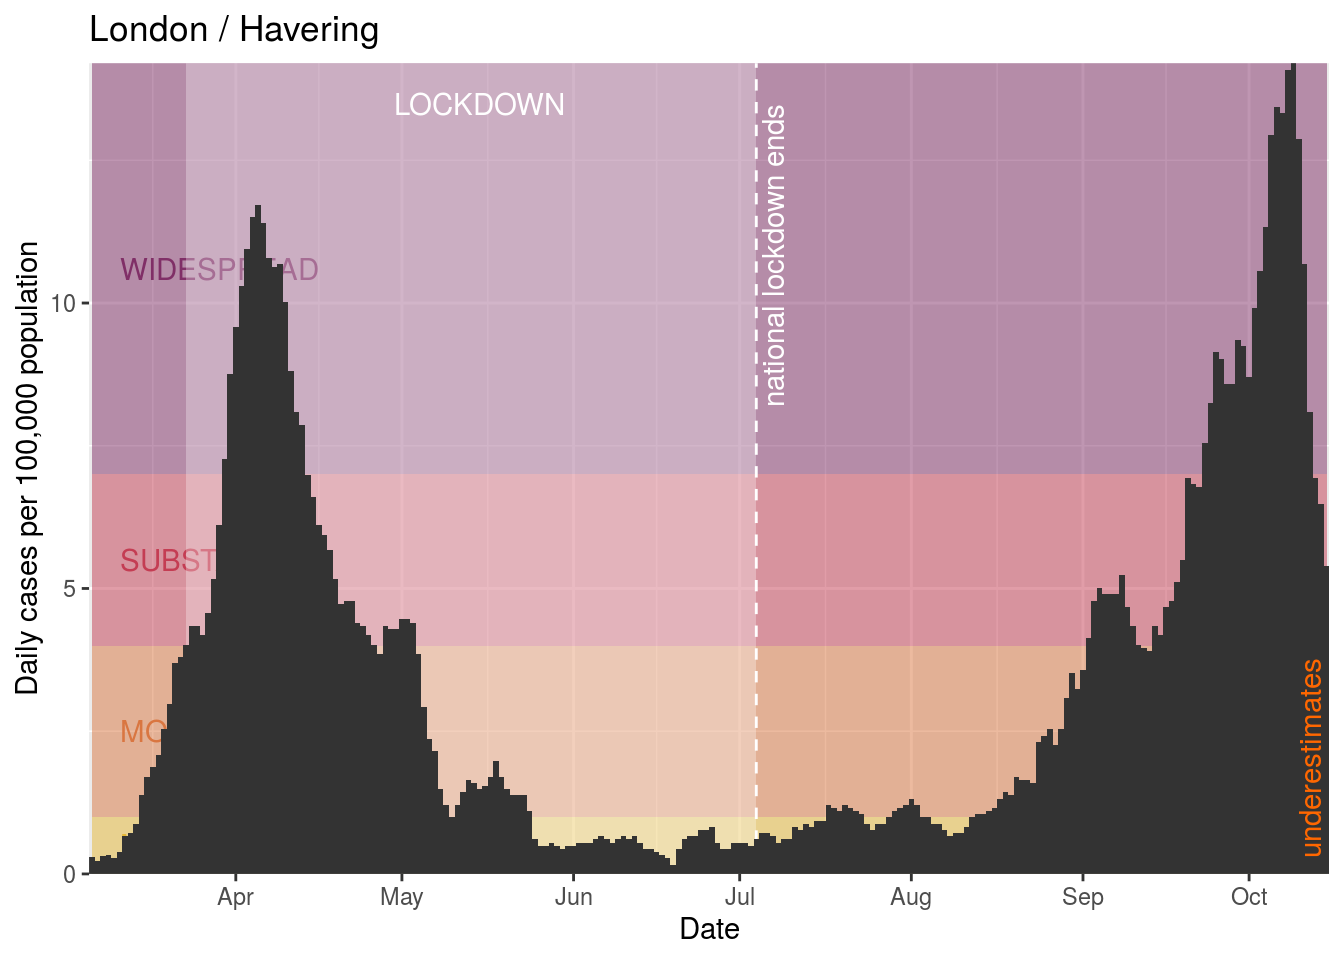 London / Havering
LOCKDOWN
national lockdown ends
WIDESPREAD
SUBST
MO
underestimates
Daily cases per 100,000 population
10
5
0
Apr May Jun Jul Aug Sep Oct
Date